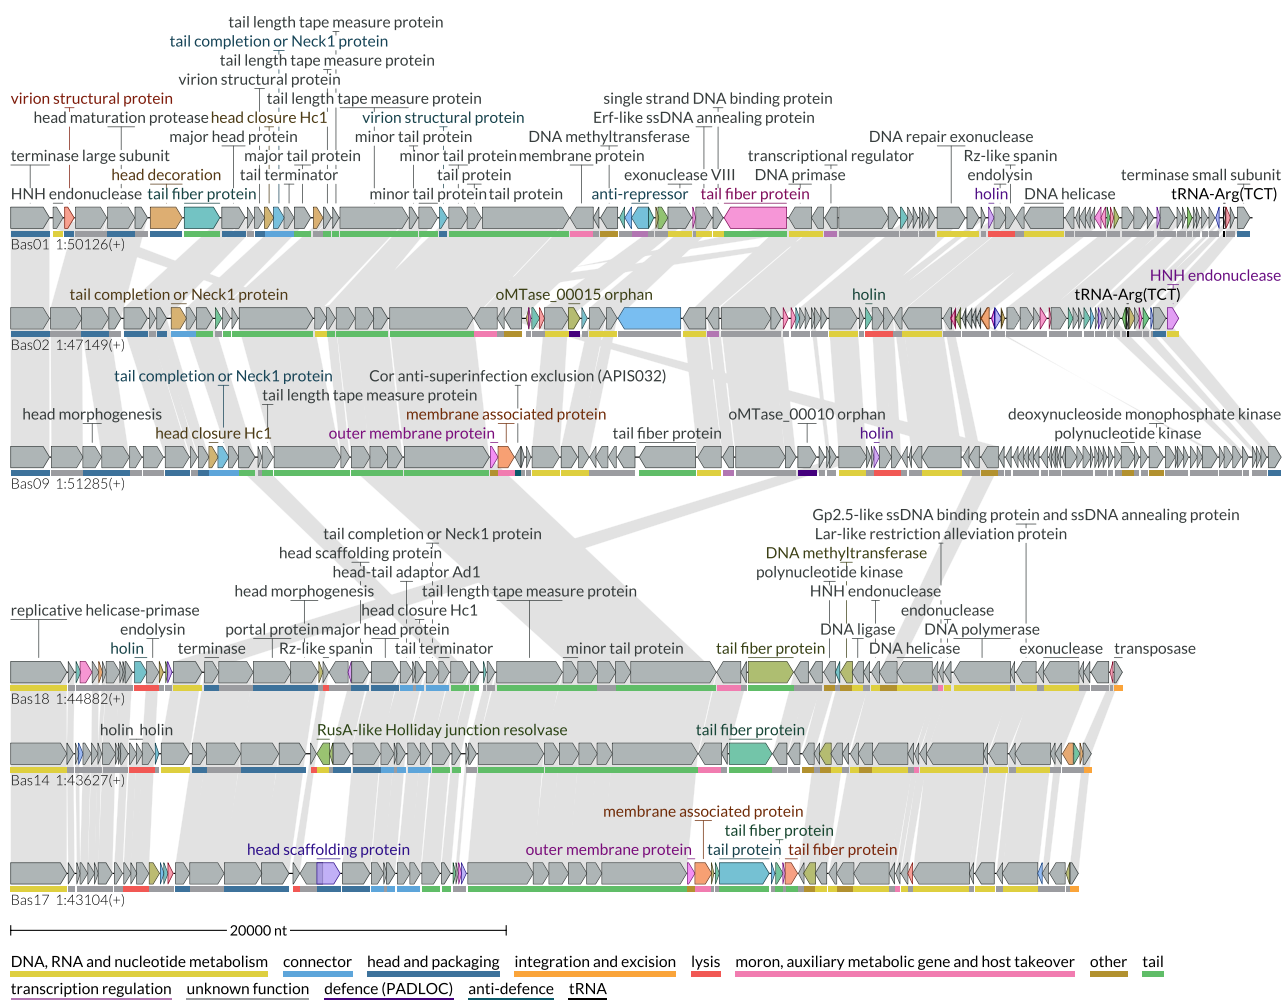 tail length tape measure protein
tail completion or Neck1 protein
tail length tape measure protein
virion structural protein
virion structural protein tail length tape measure protein single strand DNA binding protein
head maturation protease head closure Hc1 virion structural protein Erf-like ssDNA annealing protein
major head protein minor tail protein DNA methyltransferase DNA repair exonuclease
terminase large subunit major tail protein minor tail protein membrane protein transcriptional regulator Rz-like spanin
head decoration tail terminator tail protein exonuclease VIII DNA primase endolysin terminase small subunit
HNH endonuclease tail fiber protein minor tail protein tail protein anti-repressor tail fiber protein holin DNA helicase tRNA-Arg(TCT)
Bas01 1:50126(+)
HNH endonuclease
tail completion or Neck1 protein oMTase_00015 orphan holin tRNA-Arg(TCT)
Bas02 1:47149(+)
tail completion or Neck1 protein Cor anti-superinfection exclusion (APIS032)
tail length tape measure protein
head morphogenesis membrane associated protein oMTase_00010 orphan deoxynucleoside monophosphate kinase
head closure Hc1 outer membrane protein tail fiber protein holin polynucleotide kinase
Bas09 1:51285(+)
Gp2.5-like ssDNA binding protein and ssDNA annealing protein
tail completion or Neck1 protein Lar-like restriction alleviation protein
head scaffolding protein DNA methyltransferase
head-tail adaptor Ad1 polynucleotide kinase
head morphogenesis tail length tape measure protein HNH endonuclease
replicative helicase-primase head closure Hc1 endonuclease
endolysin portal protein major head protein DNA ligase DNA polymerase
holin terminase Rz-like spanin tail terminator minor tail protein tail fiber protein DNA helicase exonuclease transposase
Bas18 1:44882(+)
holin holin RusA-like Holliday junction resolvase tail fiber protein
Bas14 1:43627(+)
membrane associated protein
tail fiber protein
head scaffolding protein outer membrane protein tail protein tail fiber protein
Bas17 1:43104(+)
20000 nt
DNA, RNA and nucleotide metabolism connector head and packaging integration and excision lysis moron, auxiliary metabolic gene and host takeover other tail
transcription regulation unknown function defence (PADLOC) anti-defence tRNA